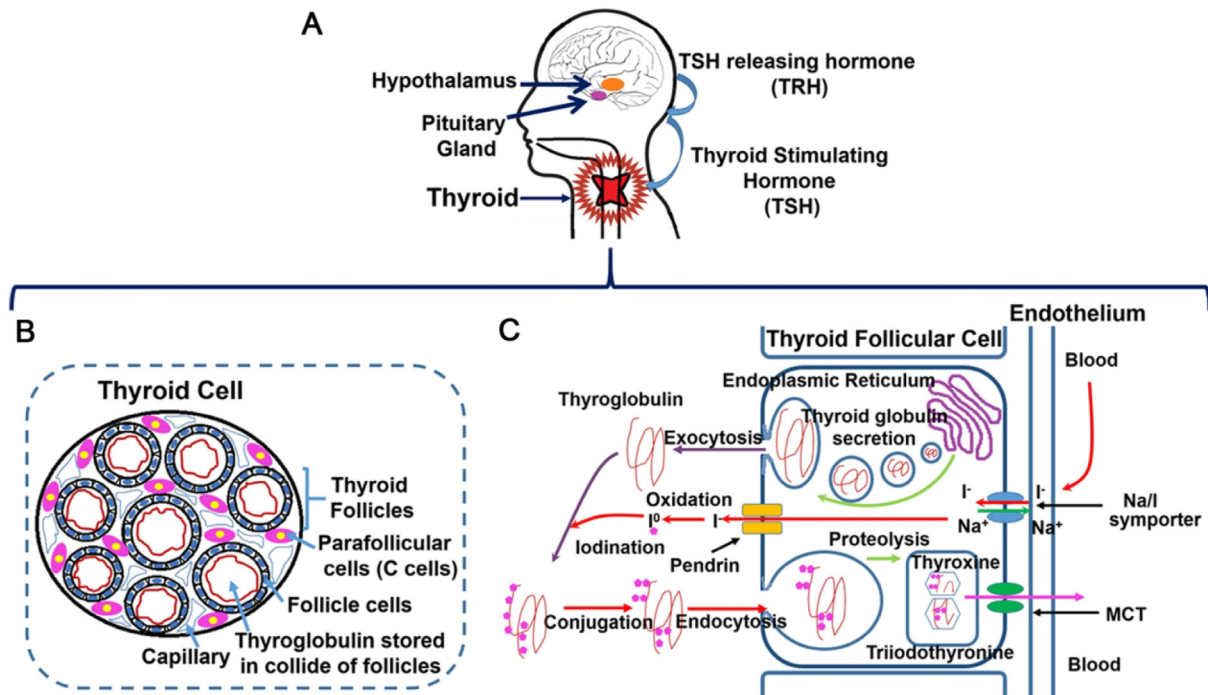 A
Hypothalamus
Pituitary
Gland
Thyroid
TSH releasing hormone
(TRH)
Thyroid Stimulating
Hormone
(TSH)
B
Thyroid Cell
Thyroid
Follicles
Parafollicular
cells (C cells)
Follicle cells
Thyroglobulin stored
in collide of follicles
Capillary
C
Endothelium
Thyroid Follicular Cell
Blood
Endoplasmic Reticulum
Thyroglobulin
Thyroid globulin
secretion
Exocytosis
Oxidation
I⁰
I⁻
I⁻
I⁻
Na⁺
Na⁺
Na/I
symporter
Iodination
Pendrin
Proteolysis
Thyroxine
Conjugation
Endocytosis
MCT
Triiodothyronine
Blood